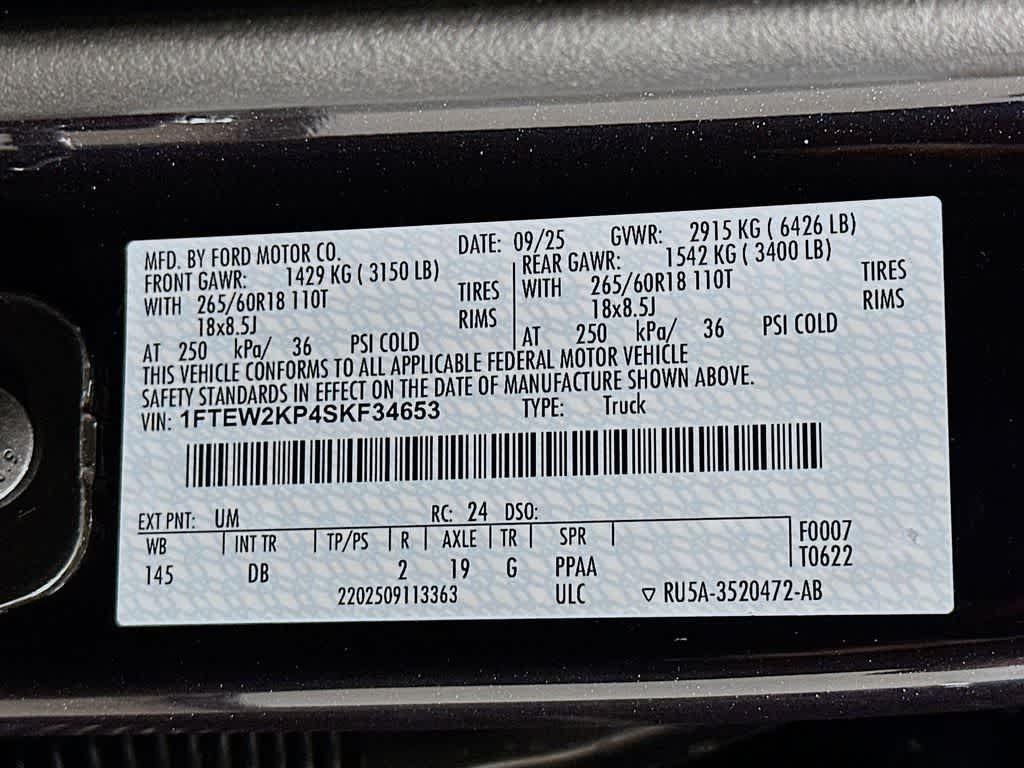 MFD. BY FORD MOTOR CO. DATE: 09/25 GVWR: 2915 KG ( 6426 LB)
FRONT GAWR: 1429 KG ( 3150 LB) REAR GAWR: 1542 KG ( 3400 LB)
WITH 265/60R18 110T TIRES WITH 265/60R18 110T TIRES
18x8.5J RIMS 18x8.5J RIMS
AT 250 kPa/ 36 PSI COLD AT 250 kPa/ 36 PSI COLD
THIS VEHICLE CONFORMS TO ALL APPLICABLE FEDERAL MOTOR VEHICLE
SAFETY STANDARDS IN EFFECT ON THE DATE OF MANUFACTURE SHOWN ABOVE.
VIN: 1FTEW2KP4SKF34653 TYPE: Truck
EXT PNT: UM RC: 24 DSO:
WB INT TR TP/PS R AXLE TR SPR F0007
145 DB 2 19 G PPAA T0622
2202509113363 ULC ▽ RU5A-3520472-AB